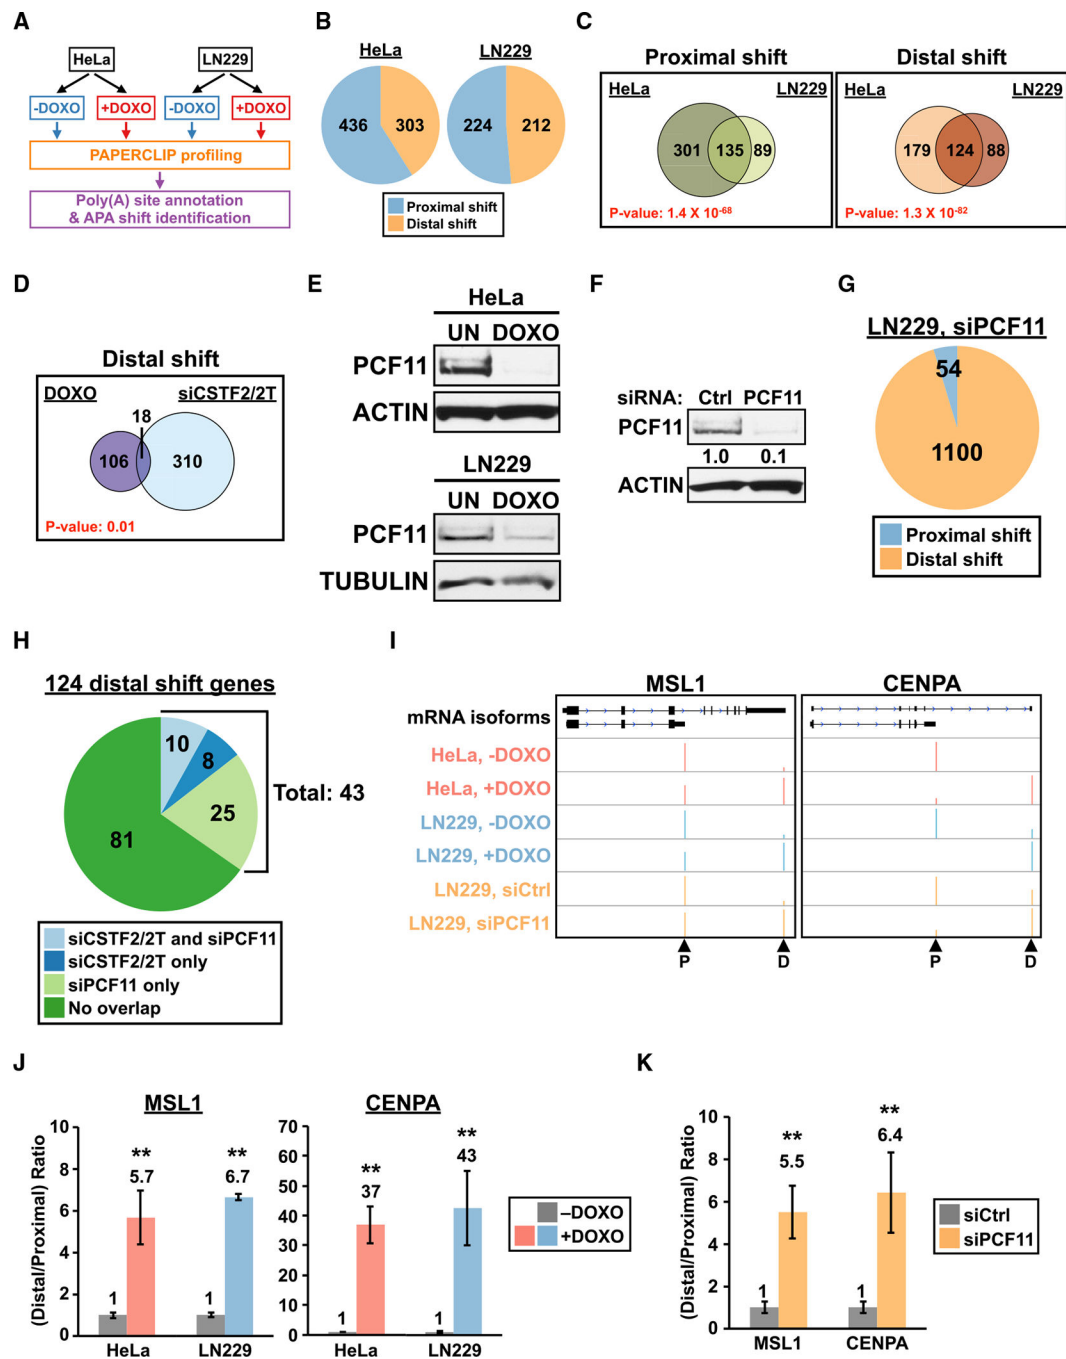 A
HeLa
LN229
-DOXO
+DOXO
-DOXO
+DOXO
PAPERCLIP profiling
Poly(A) site annotation
& APA shift identification
B
HeLa
LN229
436
303
224
212
Proximal shift
Distal shift
C
Proximal shift
HeLa
LN229
301
135
89
P-value: 1.4 X 10-68
Distal shift
HeLa
LN229
179
124
88
P-value: 1.3 X 10-82
D
Distal shift
DOXO
siCSTF2/2T
18
106
310
P-value: 0.01
E
HeLa
UN DOXO
PCF11
ACTIN
LN229
UN DOXO
PCF11
TUBULIN
F
siRNA: Ctrl PCF11
PCF11
1.0 0.1
ACTIN
G
LN229, siPCF11
54
1100
Proximal shift
Distal shift
H
124 distal shift genes
10
8
25
81
Total: 43
siCSTF2/2T and siPCF11
siCSTF2/2T only
siPCF11 only
No overlap
I
MSL1
CENPA
mRNA isoforms
HeLa, -DOXO
HeLa, +DOXO
LN229, -DOXO
LN229, +DOXO
LN229, siCtrl
LN229, siPCF11
P
D
P
D
J
MSL1
(Distal/Proximal) Ratio
10
8
6
4
2
0
1
**
5.7
1
**
6.7
HeLa
LN229
CENPA
70
60
50
40
30
20
10
0
1
**
37
1
**
43
HeLa
LN229
–DOXO
+DOXO
K
(Distal/Proximal) Ratio
10
8
6
4
2
0
1
**
5.5
1
**
6.4
MSL1
CENPA
siCtrl
siPCF11